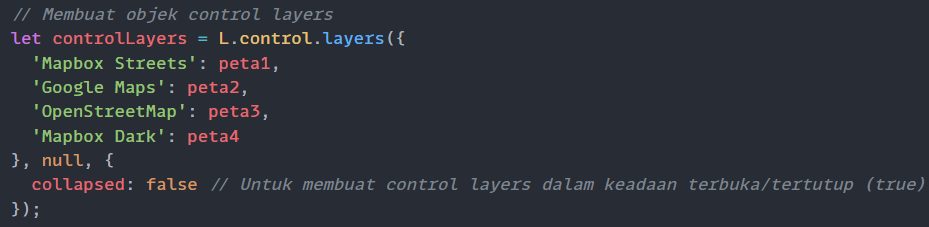 // Membuat objek control layers
let controlLayers = L.control.layers({
  'Mapbox Streets': peta1,
  'Google Maps': peta2,
  'OpenStreetMap': peta3,
  'Mapbox Dark': peta4
}, null, {
  collapsed: false // Untuk membuat control layers dalam keadaan terbuka/tertutup (true)
});